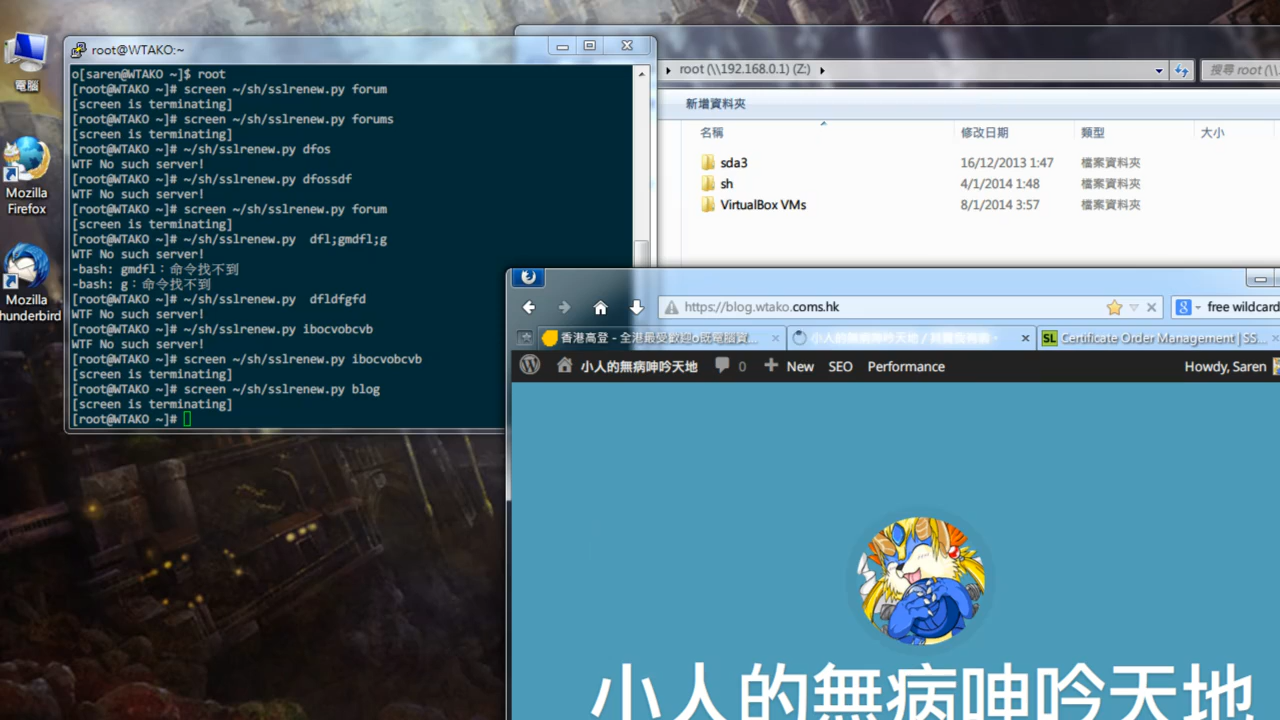 電腦
Mozilla
Firefox
Mozilla
hunderbird
root@WTAKO:~
o[saren@WTAKO ~]$ root
[root@WTAKO ~]# screen ~/sh/sslrenew.py forum
[screen is terminating]
[root@WTAKO ~]# screen ~/sh/sslrenew.py forums
[screen is terminating]
[root@WTAKO ~]# ~/sh/sslrenew.py dfos
WTF No such server!
[root@WTAKO ~]# ~/sh/sslrenew.py dfossdf
WTF No such server!
[root@WTAKO ~]# screen ~/sh/sslrenew.py forum
[screen is terminating]
[root@WTAKO ~]# ~/sh/sslrenew.py  dfl;gmdfl;g
WTF No such server!
-bash: gmdfl：命令找不到
-bash: g：命令找不到
[root@WTAKO ~]# ~/sh/sslrenew.py  dfldfgfd
WTF No such server!
[root@WTAKO ~]# ~/sh/sslrenew.py ibocvobcvb
WTF No such server!
[root@WTAKO ~]# screen ~/sh/sslrenew.py ibocvobcvb
[screen is terminating]
[root@WTAKO ~]# screen ~/sh/sslrenew.py blog
[screen is terminating]
[root@WTAKO ~]#
root (\\192.168.0.1) (Z:)
搜尋 root (\\
新增資料夾
名稱 修改日期 類型 大小
sda3 16/12/2013 1:47 檔案資料夾
sh 4/1/2014 1:48 檔案資料夾
VirtualBox VMs 8/1/2014 3:57 檔案資料夾
https://blog.wtako.coms.hk
free wildcard
香港高登 - 全港最受歡迎o既電腦資...
小人的無病呻吟天地 /
SL Certificate Order Management | SS...
小人的無病呻吟天地 0 New SEO Performance Howdy, Saren
小人的無病呻吟天地